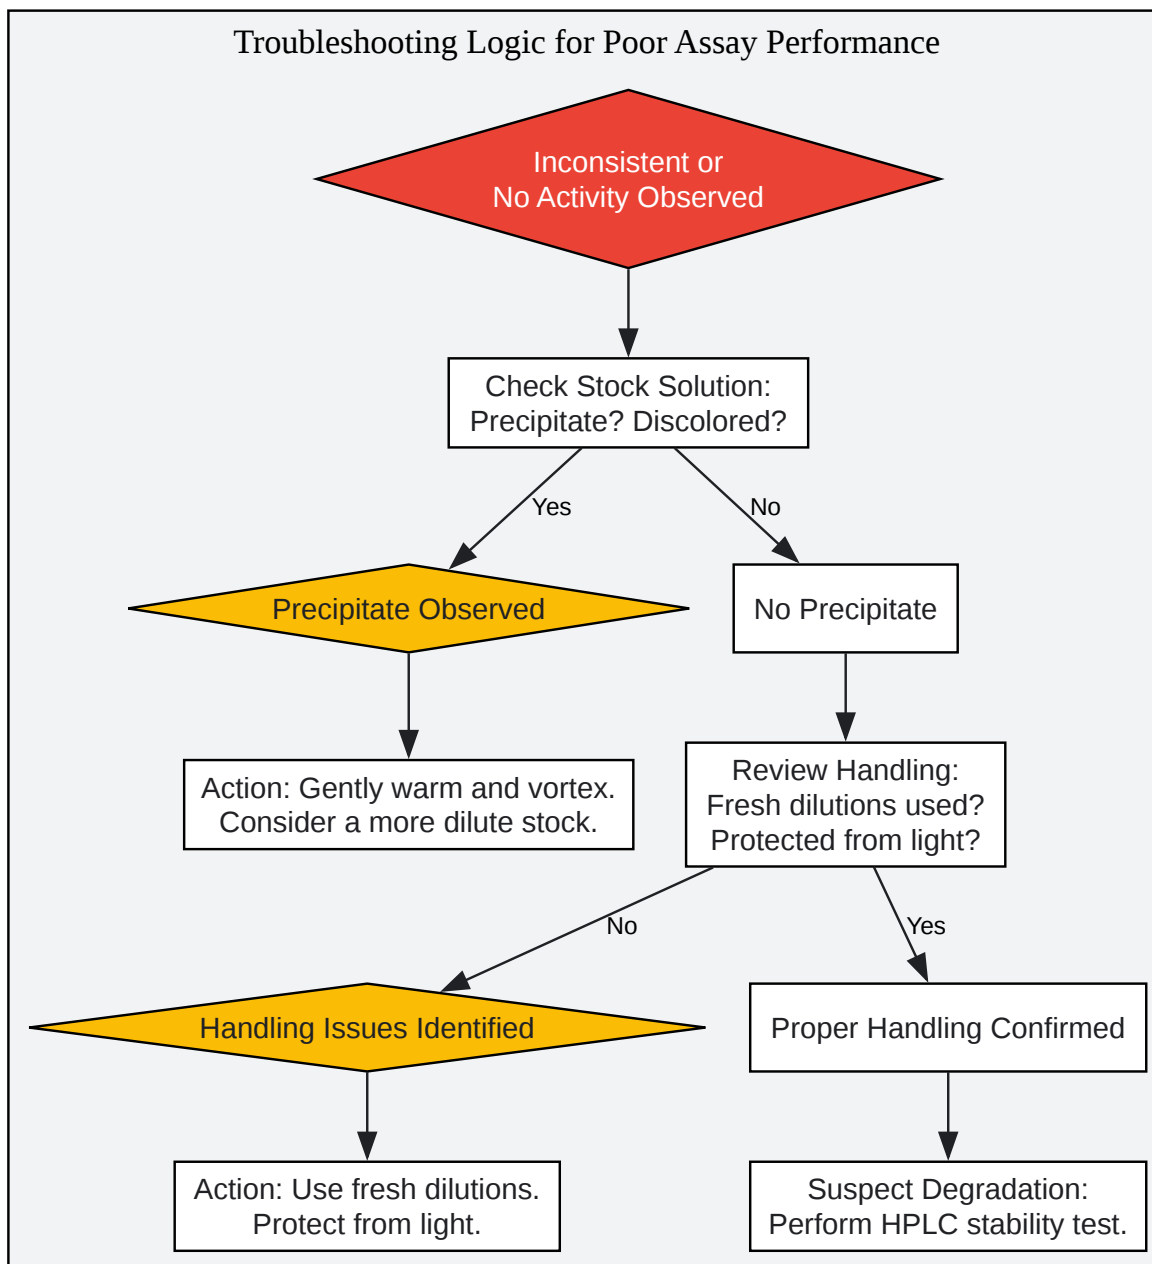 Troubleshooting Logic for Poor Assay Performance
Inconsistent or
No Activity Observed
Check Stock Solution:
Precipitate? Discolored?
Yes
No
Precipitate Observed
No Precipitate
Action: Gently warm and vortex.
Consider a more dilute stock.
Review Handling:
Fresh dilutions used?
Protected from light?
No
Yes
Handling Issues Identified
Proper Handling Confirmed
Action: Use fresh dilutions.
Protect from light.
Suspect Degradation:
Perform HPLC stability test.